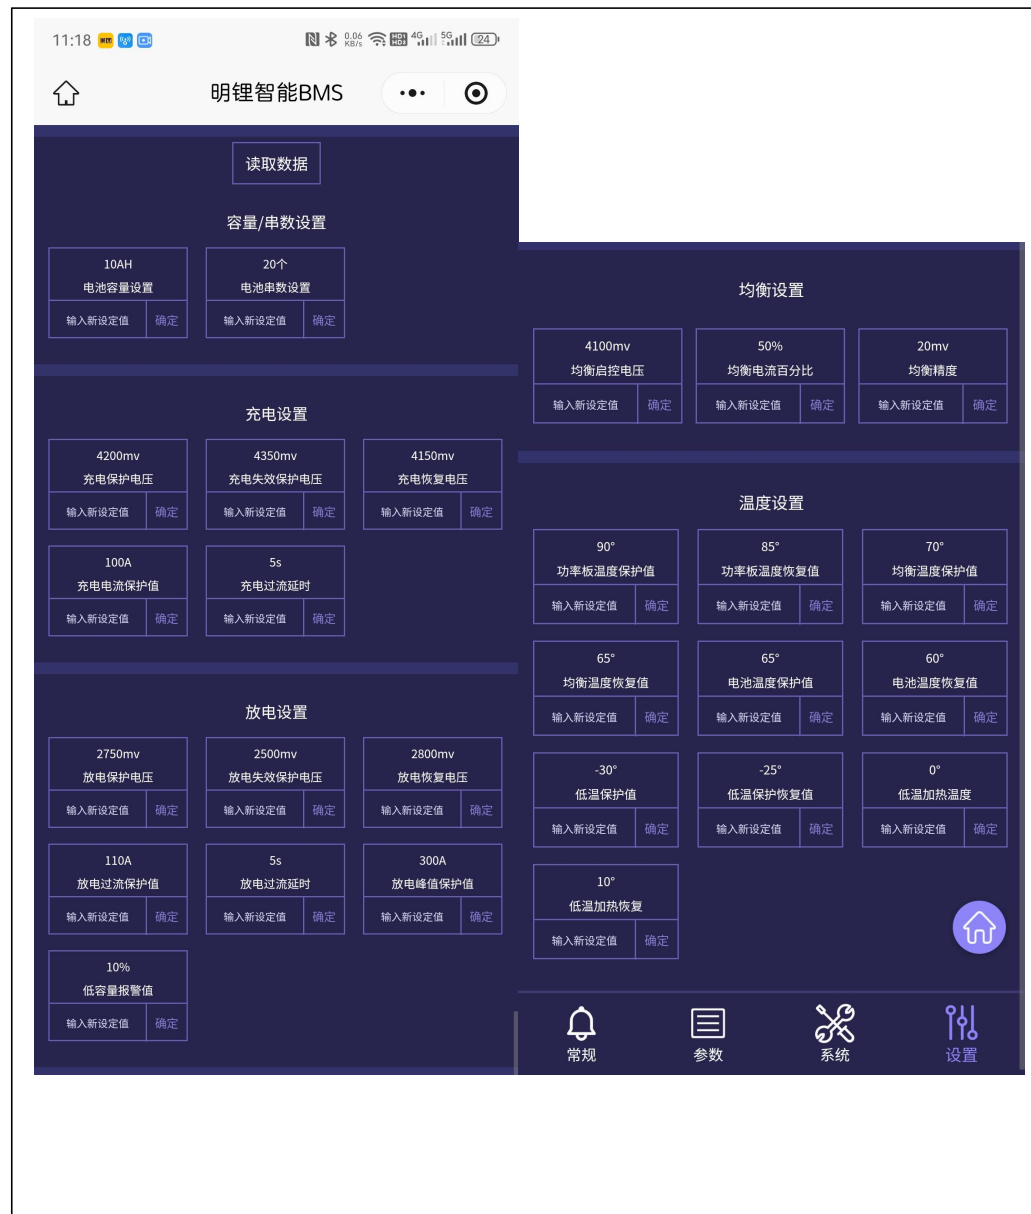 11:18
0.06
KB/s
HD1
HD2
4G
5G
24
明锂智能BMS
读取数据
容量/串数设置
10AH
电池容量设置
输入新设定值 确定
20个
电池串数设置
输入新设定值 确定
充电设置
4200mv
充电保护电压
输入新设定值 确定
4350mv
充电失效保护电压
输入新设定值 确定
4150mv
充电恢复电压
输入新设定值 确定
100A
充电电流保护值
输入新设定值 确定
5s
充电过流延时
输入新设定值 确定
放电设置
2750mv
放电保护电压
输入新设定值 确定
2500mv
放电失效保护电压
输入新设定值 确定
2800mv
放电恢复电压
输入新设定值 确定
110A
放电过流保护值
输入新设定值 确定
5s
放电过流延时
输入新设定值 确定
300A
放电峰值保护值
输入新设定值 确定
10%
低容量报警值
输入新设定值 确定
均衡设置
4100mv
均衡启控电压
输入新设定值 确定
50%
均衡电流百分比
输入新设定值 确定
20mv
均衡精度
输入新设定值 确定
温度设置
90°
功率板温度保护值
输入新设定值 确定
85°
功率板温度恢复值
输入新设定值 确定
70°
均衡温度保护值
输入新设定值 确定
65°
均衡温度恢复值
输入新设定值 确定
65°
电池温度保护值
输入新设定值 确定
60°
电池温度恢复值
输入新设定值 确定
-30°
低温保护值
输入新设定值 确定
-25°
低温保护恢复值
输入新设定值 确定
0°
低温加热温度
输入新设定值 确定
10°
低温加热恢复
输入新设定值 确定
常规
参数
系统
设置